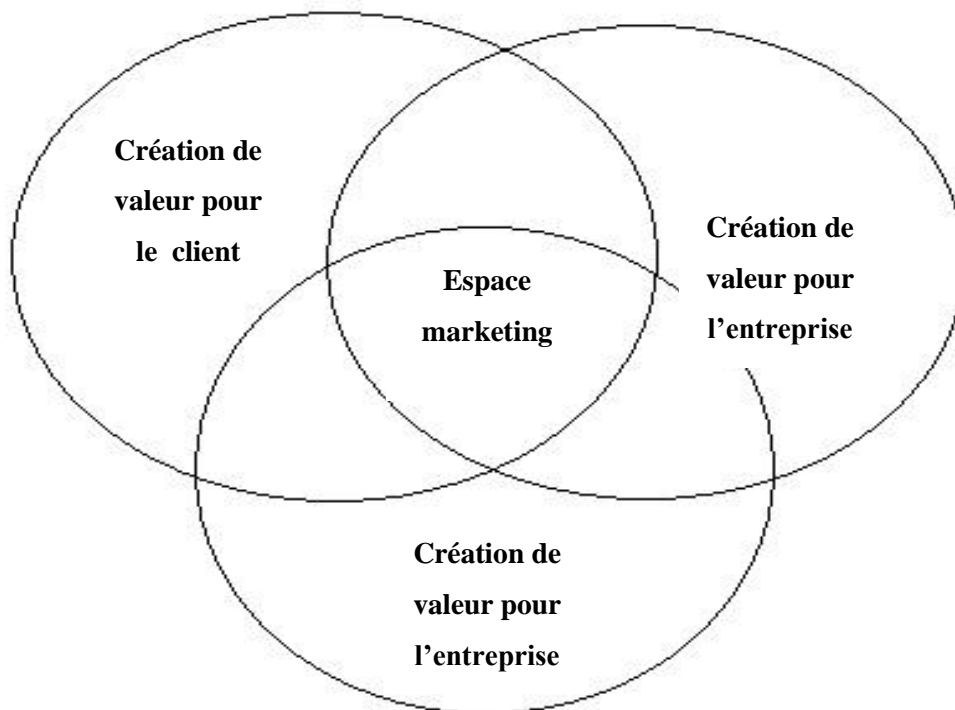 Création de
valeur pour
le client
Création de
valeur pour
l’entreprise
Espace
marketing
Création de
valeur pour
l’entreprise